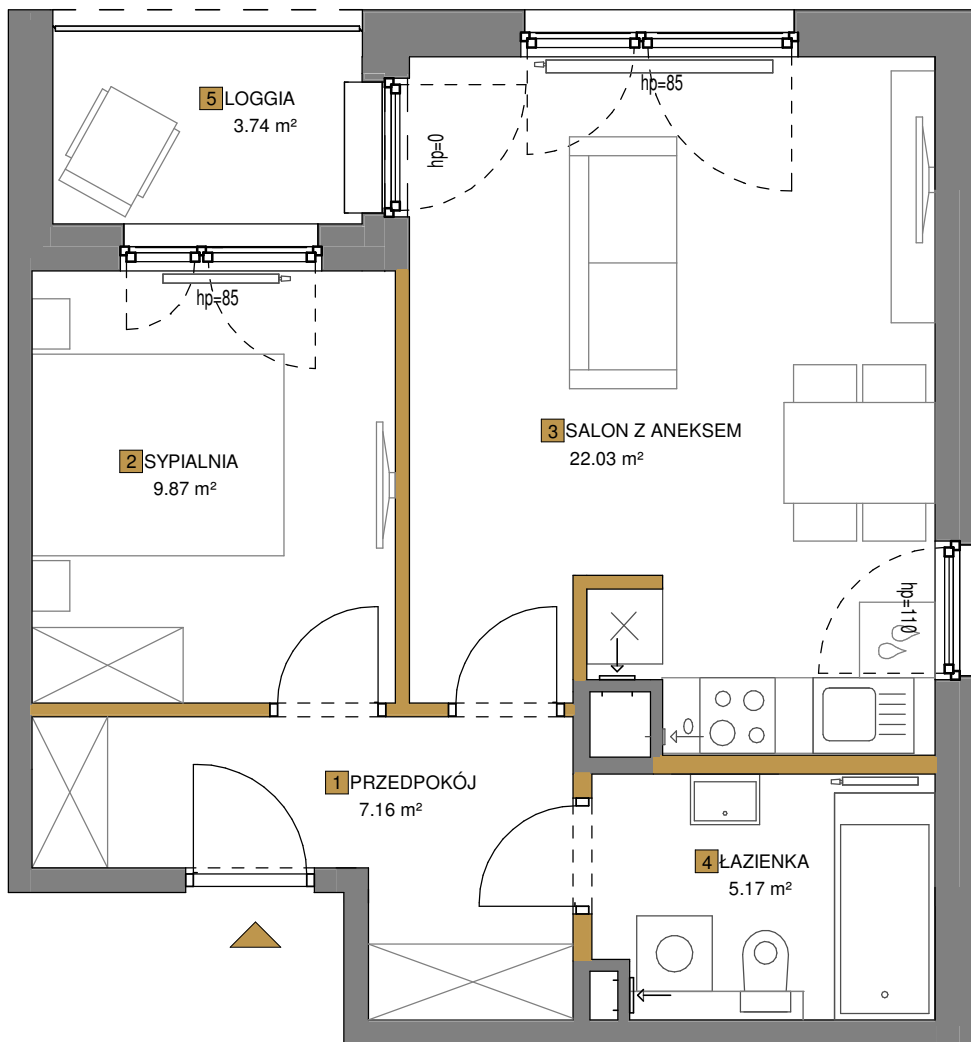 5 LOGGIA
3.74 m²
hp=0
hp=85
hp=85
3 SALON Z ANEKSEM
22.03 m²
2 SYPIALNIA
9.87 m²
hp=110
1 PRZEDPOKÓJ
7.16 m²
4 ŁAZIENKA
5.17 m²